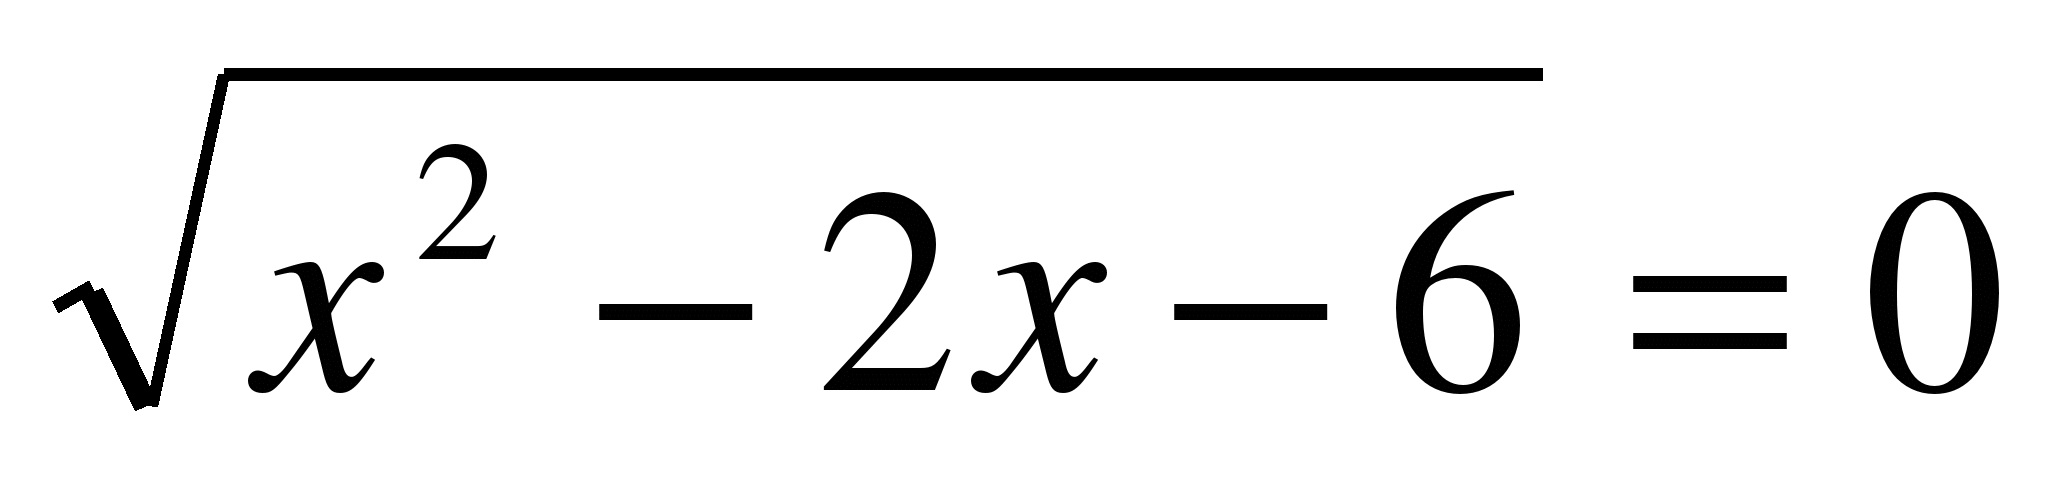 √(x² − 2x − 6) = 0